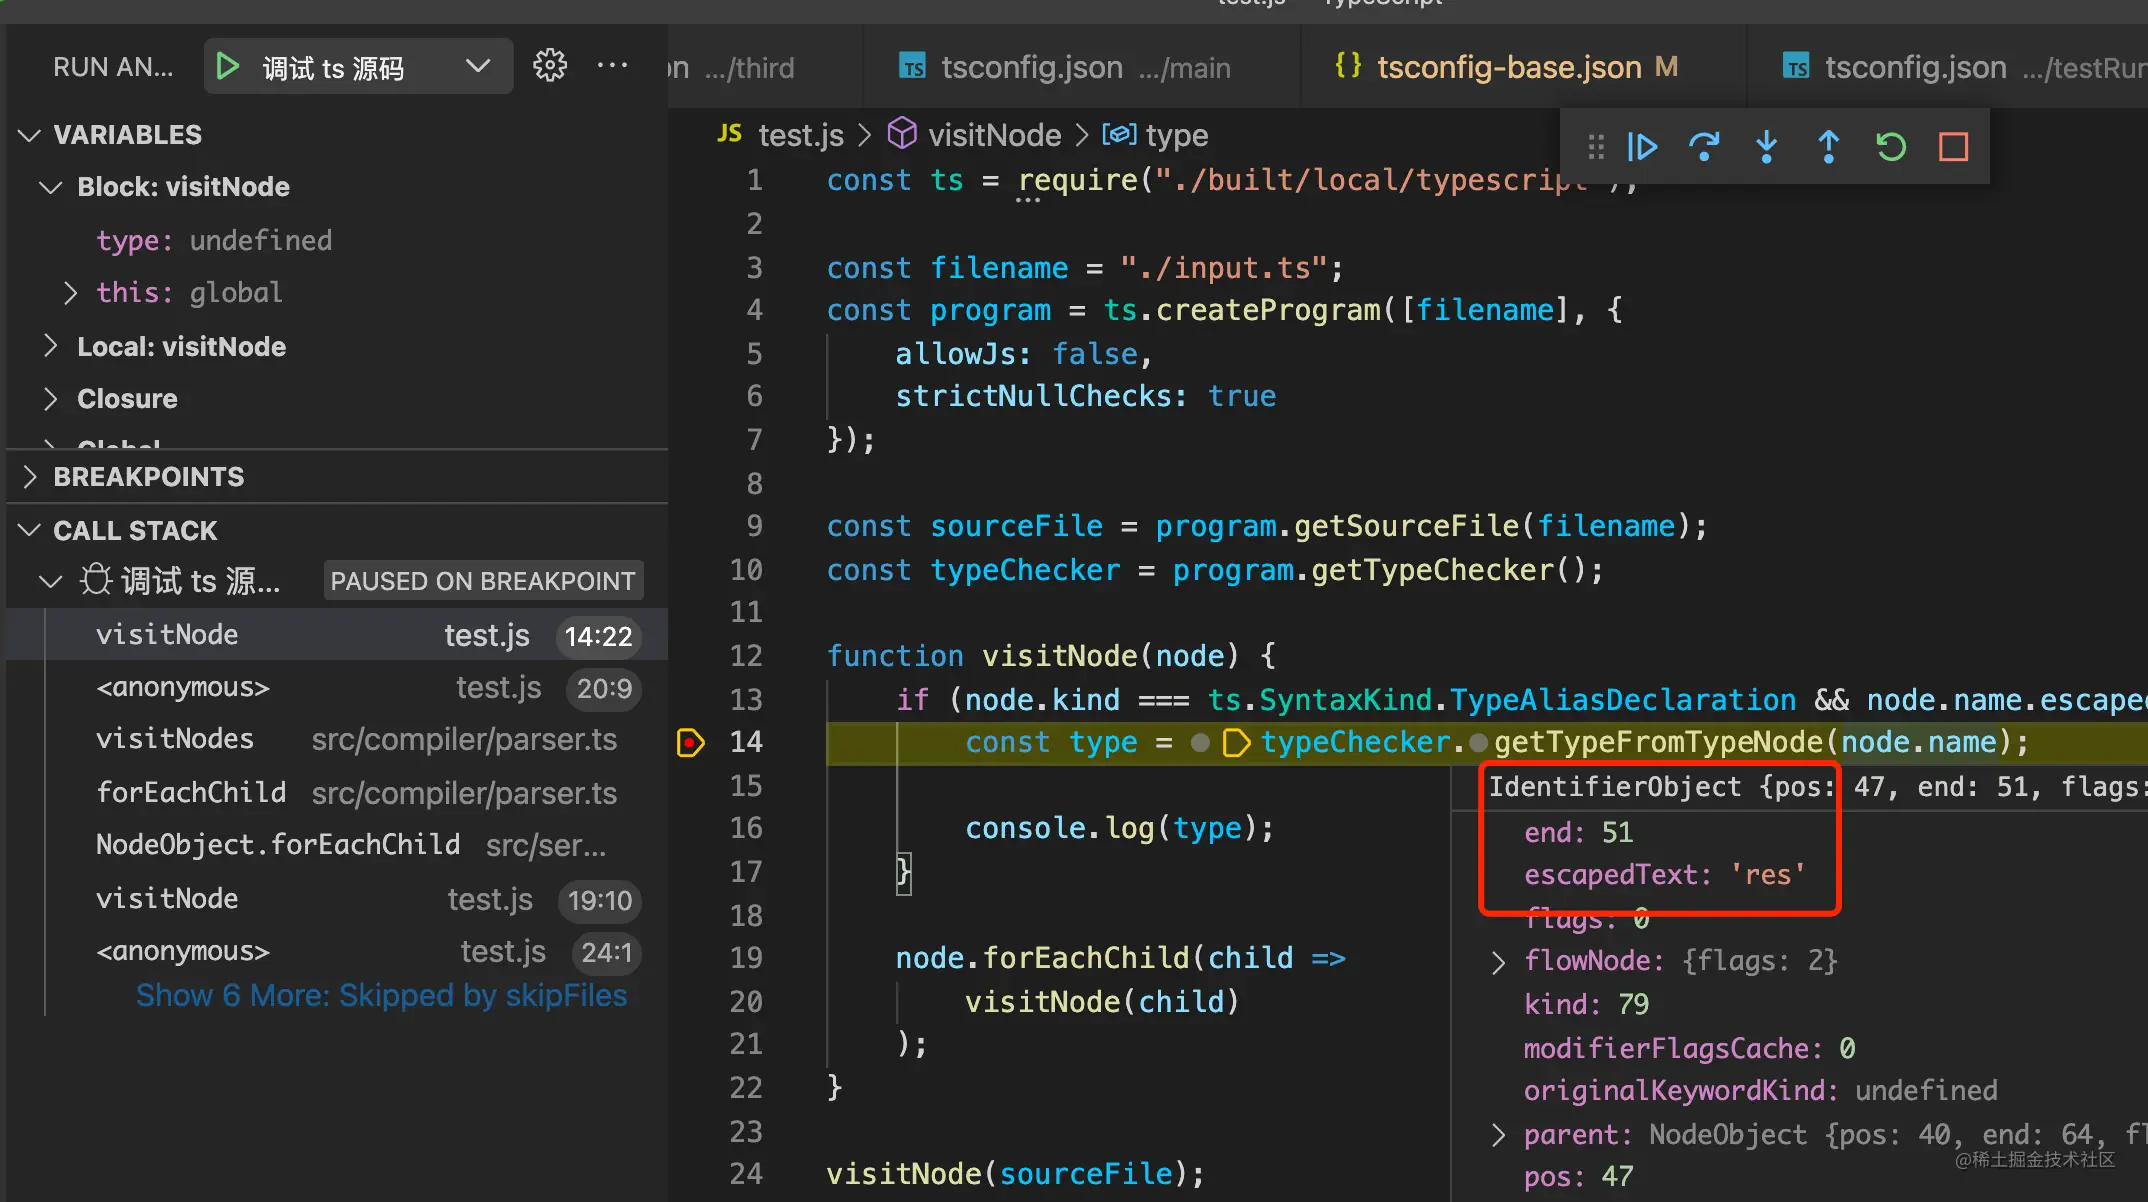 RUN AN... 调试 ts 源码
VARIABLES
Block: visitNode
type: undefined
this: global
Local: visitNode
Closure
Global
BREAKPOINTS
CALL STACK
调试 ts 源... PAUSED ON BREAKPOINT
visitNode test.js 14:22
<anonymous> test.js 20:9
visitNodes src/compiler/parser.ts
forEachChild src/compiler/parser.ts
NodeObject.forEachChild src/ser...
visitNode test.js 19:10
<anonymous> test.js 24:1
Show 6 More: Skipped by skipFiles
test.js TypeScript
on .../third TS tsconfig.json .../main {} tsconfig-base.json M TS tsconfig.json .../testRun
JS test.js > visitNode > type
1 const ts = require("./built/local/typescript");
2
3 const filename = "./input.ts";
4 const program = ts.createProgram([filename], {
5 allowJs: false,
6 strictNullChecks: true
7 });
8
9 const sourceFile = program.getSourceFile(filename);
10 const typeChecker = program.getTypeChecker();
11
12 function visitNode(node) {
13 if (node.kind === ts.SyntaxKind.TypeAliasDeclaration && node.name.escaped
14 const type = typeChecker.getTypeFromTypeNode(node.name);
15
16 console.log(type);
17 }
18
19 node.forEachChild(child =>
20 visitNode(child)
21 );
22 }
23
24 visitNode(sourceFile);
IdentifierObject {pos: 47, end: 51, flags:
end: 51
escapedText: 'res'
flags: 0
flowNode: {flags: 2}
kind: 79
modifierFlagsCache: 0
originalKeywordKind: undefined
parent: NodeObject {pos: 40, end: 64, fl
pos: 47
@稀土掘金技术社区